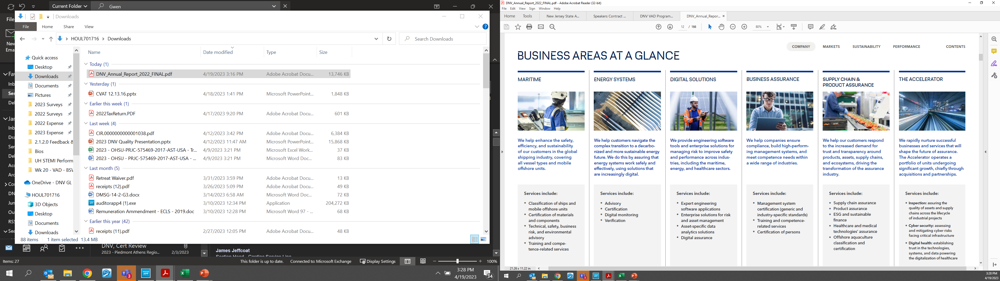 Current Folder
Gwen
File
New
Ema
Fav
Inb
Sen
Del
Jan
Inb
Dra
Sen
Del
Acc
Arc
Con
DN
Jun
Out
RSS
Sea
Downloads
File Home Share View
HOUL701716 > Downloads
Search Downloads
Quick access
Desktop
Downloads
Documents
Pictures
2023 Surveys
2022 Surveys
2022 Expense
2023 Expense
2.1.2.0 Feedback &
Bios
UH STEMI Perform
Wk 20 - VAD - BSW
OneDrive - DNV GL
HOUL701716
3D Objects
Desktop
Documents
Downloads
Name Date modified Type Size
Today (1)
DNV_Annual_Report_2022_FINAL.pdf 4/19/2023 3:16 PM Adobe Acrobat Docu... 13,746 KB
Yesterday (1)
CVAT 12.13.16.pptx 4/18/2023 1:41 PM Microsoft PowerPoint... 1,848 KB
Earlier this week (1)
2022TaxReturn.PDF 4/17/2023 9:20 PM Adobe Acrobat Docu... 601 KB
Last week (4)
CIR.0000000000001038.pdf 4/12/2023 3:42 PM Adobe Acrobat Docu... 6,384 KB
2023 DNV Quality Presentation.pptx 4/12/2023 11:47 AM Microsoft PowerPoint... 15,868 KB
2023 - OHSU-PRJC-575469-2017-AST-USA - Tr... 4/9/2023 3:21 PM Microsoft Excel Work... 37 KB
2023 - OHSU - PRJC-575469-2017-AST-USA - ... 4/9/2023 3:21 PM Microsoft Word Doc... 83 KB
Last month (5)
Retreat Waiver.pdf 3/31/2023 3:59 PM Adobe Acrobat Docu... 13 KB
receipts (12).pdf 3/26/2023 5:09 PM Adobe Acrobat Docu... 49 KB
DMSG-14-2-G3.docx 3/14/2023 6:58 AM Microsoft Word Doc... 72 KB
auditorapp4 (1).exe 3/10/2023 12:34 PM Application 204,272 KB
Remuneration Ammendment - ECLS - 2019.doc 3/10/2023 12:28 PM Microsoft Word 97 - ... 68 KB
Earlier this year (42)
receipts (11).pdf 2/27/2023 12:05 PM Adobe Acrobat Docu... 48 KB
88 items 1 item selected 13.4 MB
DNV, Cert Review
2023 - Piedmont Athens Regio... 2/3/2023
James Jeffcoat
Section Head - Cardiac Service Line
Items: 27
This folder is up to date. Connected to: Microsoft Exchange Display Settings 100%
3:28 PM
4/19/2023
34
DNV_Annual_Report_2022_FINAL.pdf - Adobe Acrobat Reader (32-bit)
File Edit View Sign Window Help
Home Tools New Jersey State A... Speakers Contract ... DNV VAD Program... DNV_Annual_Repor...
12 / 166 80%
COMPANY MARKETS SUSTAINABILITY PERFORMANCE CONTENTS
BUSINESS AREAS AT A GLANCE
MARITIME
We help enhance the safety,
efficiency, and sustainability
of our customers in the global
shipping industry, covering
all vessel types and mobile
offshore units.
Services include:
• Classification of ships and
mobile offshore units
• Certification of materials
and components
• Technical, safety, business
risk, and environmental
advisory
• Training and compe-
tence-related services
ENERGY SYSTEMS
We help customers navigate the
complex transition to a decarbo-
nized and more sustainable energy
future. We do this by assuring that
energy systems work safely and
effectively, using solutions that
are increasingly digital.
Services include:
• Advisory
• Certification
• Digital monitoring
• Verification
DIGITAL SOLUTIONS
We provide engineering software
tools and enterprise solutions for
managing risk to improve safety
and performance across indus-
tries, including the maritime,
energy, and healthcare sectors.
Services include:
• Expert engineering
software applications
• Enterprise solutions for risk
and asset management
• Asset-specific data
analytics solutions
• Digital assurance
BUSINESS ASSURANCE
We help companies ensure
compliance, build high-perform-
ing management systems, and
meet competence needs within
a wide range of industries.
Services include:
• Management system
certification (generic and
industry-specific standards)
• Training and competence-
related services
• Certification of persons
SUPPLY CHAIN &
PRODUCT ASSURANCE
We help our customers respond
to the increased demand for
trust and transparency around
products, assets, supply chains,
and ecosystems, driving the
transformation of the assurance
industry.
Services include:
• Supply chain assurance
• Product assurance
• ESG and sustainable
finance
• Healthcare and medical
technologies' assurance
• Offshore aquaculture
classification and
certification
THE ACCELERATOR
We rapidly nurture successful
businesses and services that will
shape the future of assurance.
The Accelerator operates a
portfolio of units undergoing
significant growth, chiefly through
acquisitions and partnerships.
Services include:
• Inspection: assuring the
quality of assets and supply
chains across the lifecycle
of industrial projects
• Cyber security: assessing
and mitigating cyber risks
facing critical infrastructure
• Digital health: establishing
trust in the technologies,
systems, and data powering
the digitalization of healthcare
21.26 x 11.22 in
3:28 PM
4/19/2023